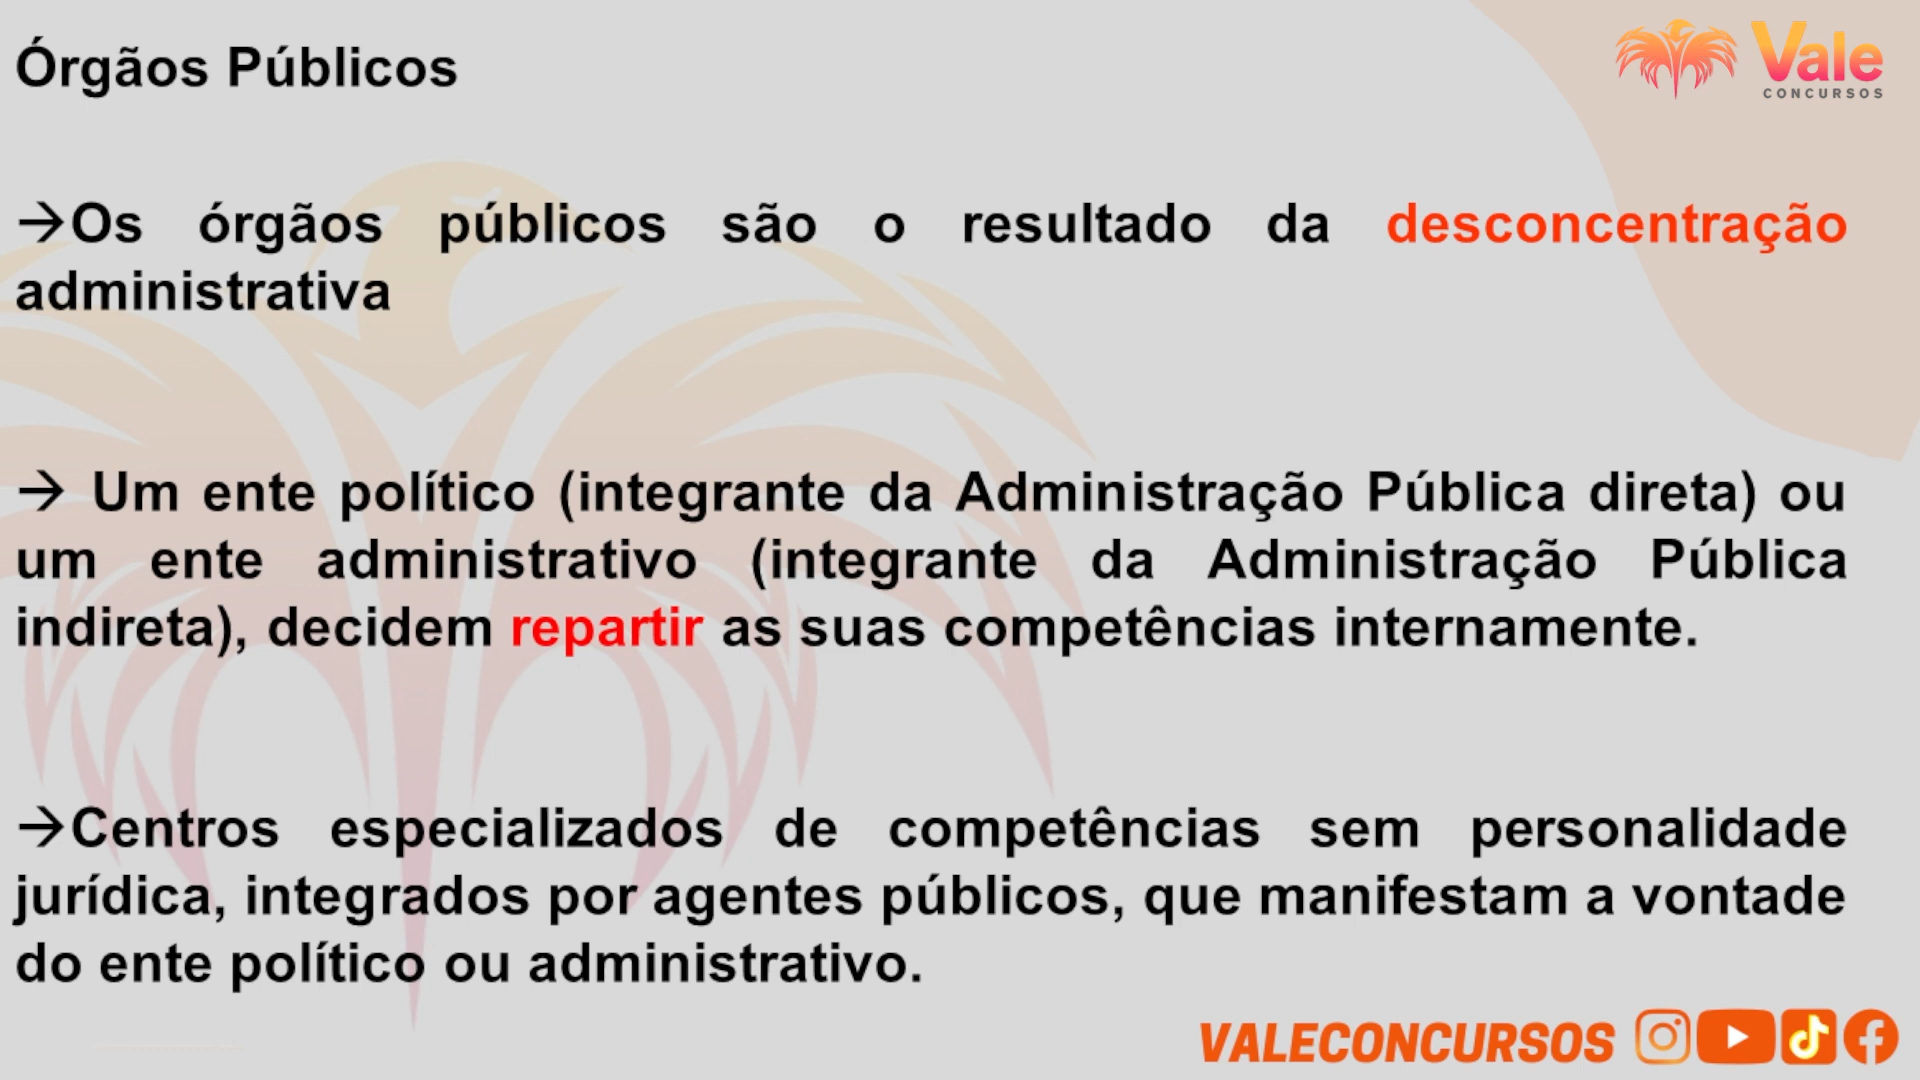 Órgãos Públicos
Vale
CONCURSOS
→Os órgãos públicos são o resultado da desconcentração
administrativa
→ Um ente político (integrante da Administração Pública direta) ou
um ente administrativo (integrante da Administração Pública
indireta), decidem repartir as suas competências internamente.
→Centros especializados de competências sem personalidade
jurídica, integrados por agentes públicos, que manifestam a vontade
do ente político ou administrativo.
VALECONCURSOS